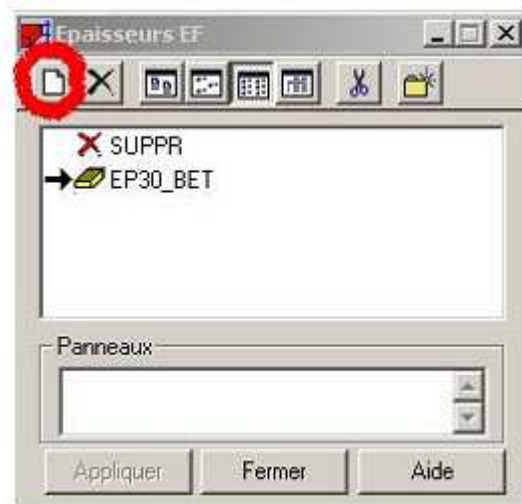 Epaisseurs EF
SUPPR
EP30_BET
Panneaux
Appliquer Fermer Aide